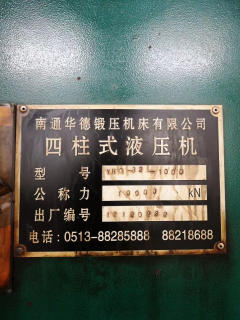 南通华德锻压机床有限公司
四柱式液压机
型号
公称力 10000 kN
出厂编号
电话：0513-88285888 88218688